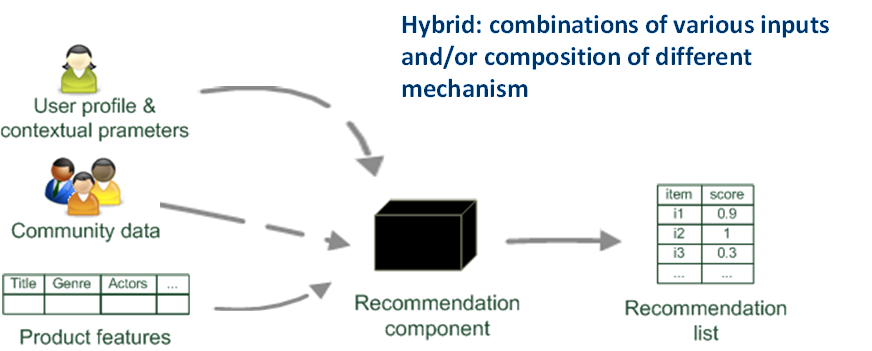 Hybrid: combinations of various inputs
and/or composition of different
mechanism
User profile &
contextual prameters
Community data
Title Genre Actors ...
Product features
Recommendation
component
item score
i1 0.9
i2 1
i3 0.3
... ...
Recommendation
list